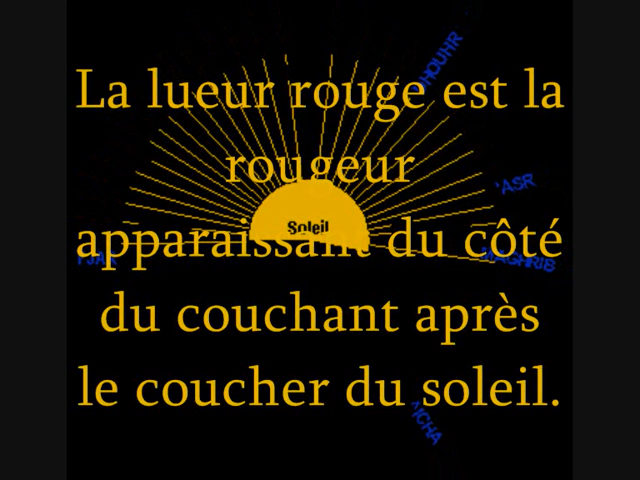 La lueur rouge est la
rougeur
apparaissant du côté
du couchant après
le coucher du soleil.
Soleil
'ASR
MAGHRIB
'ICHA